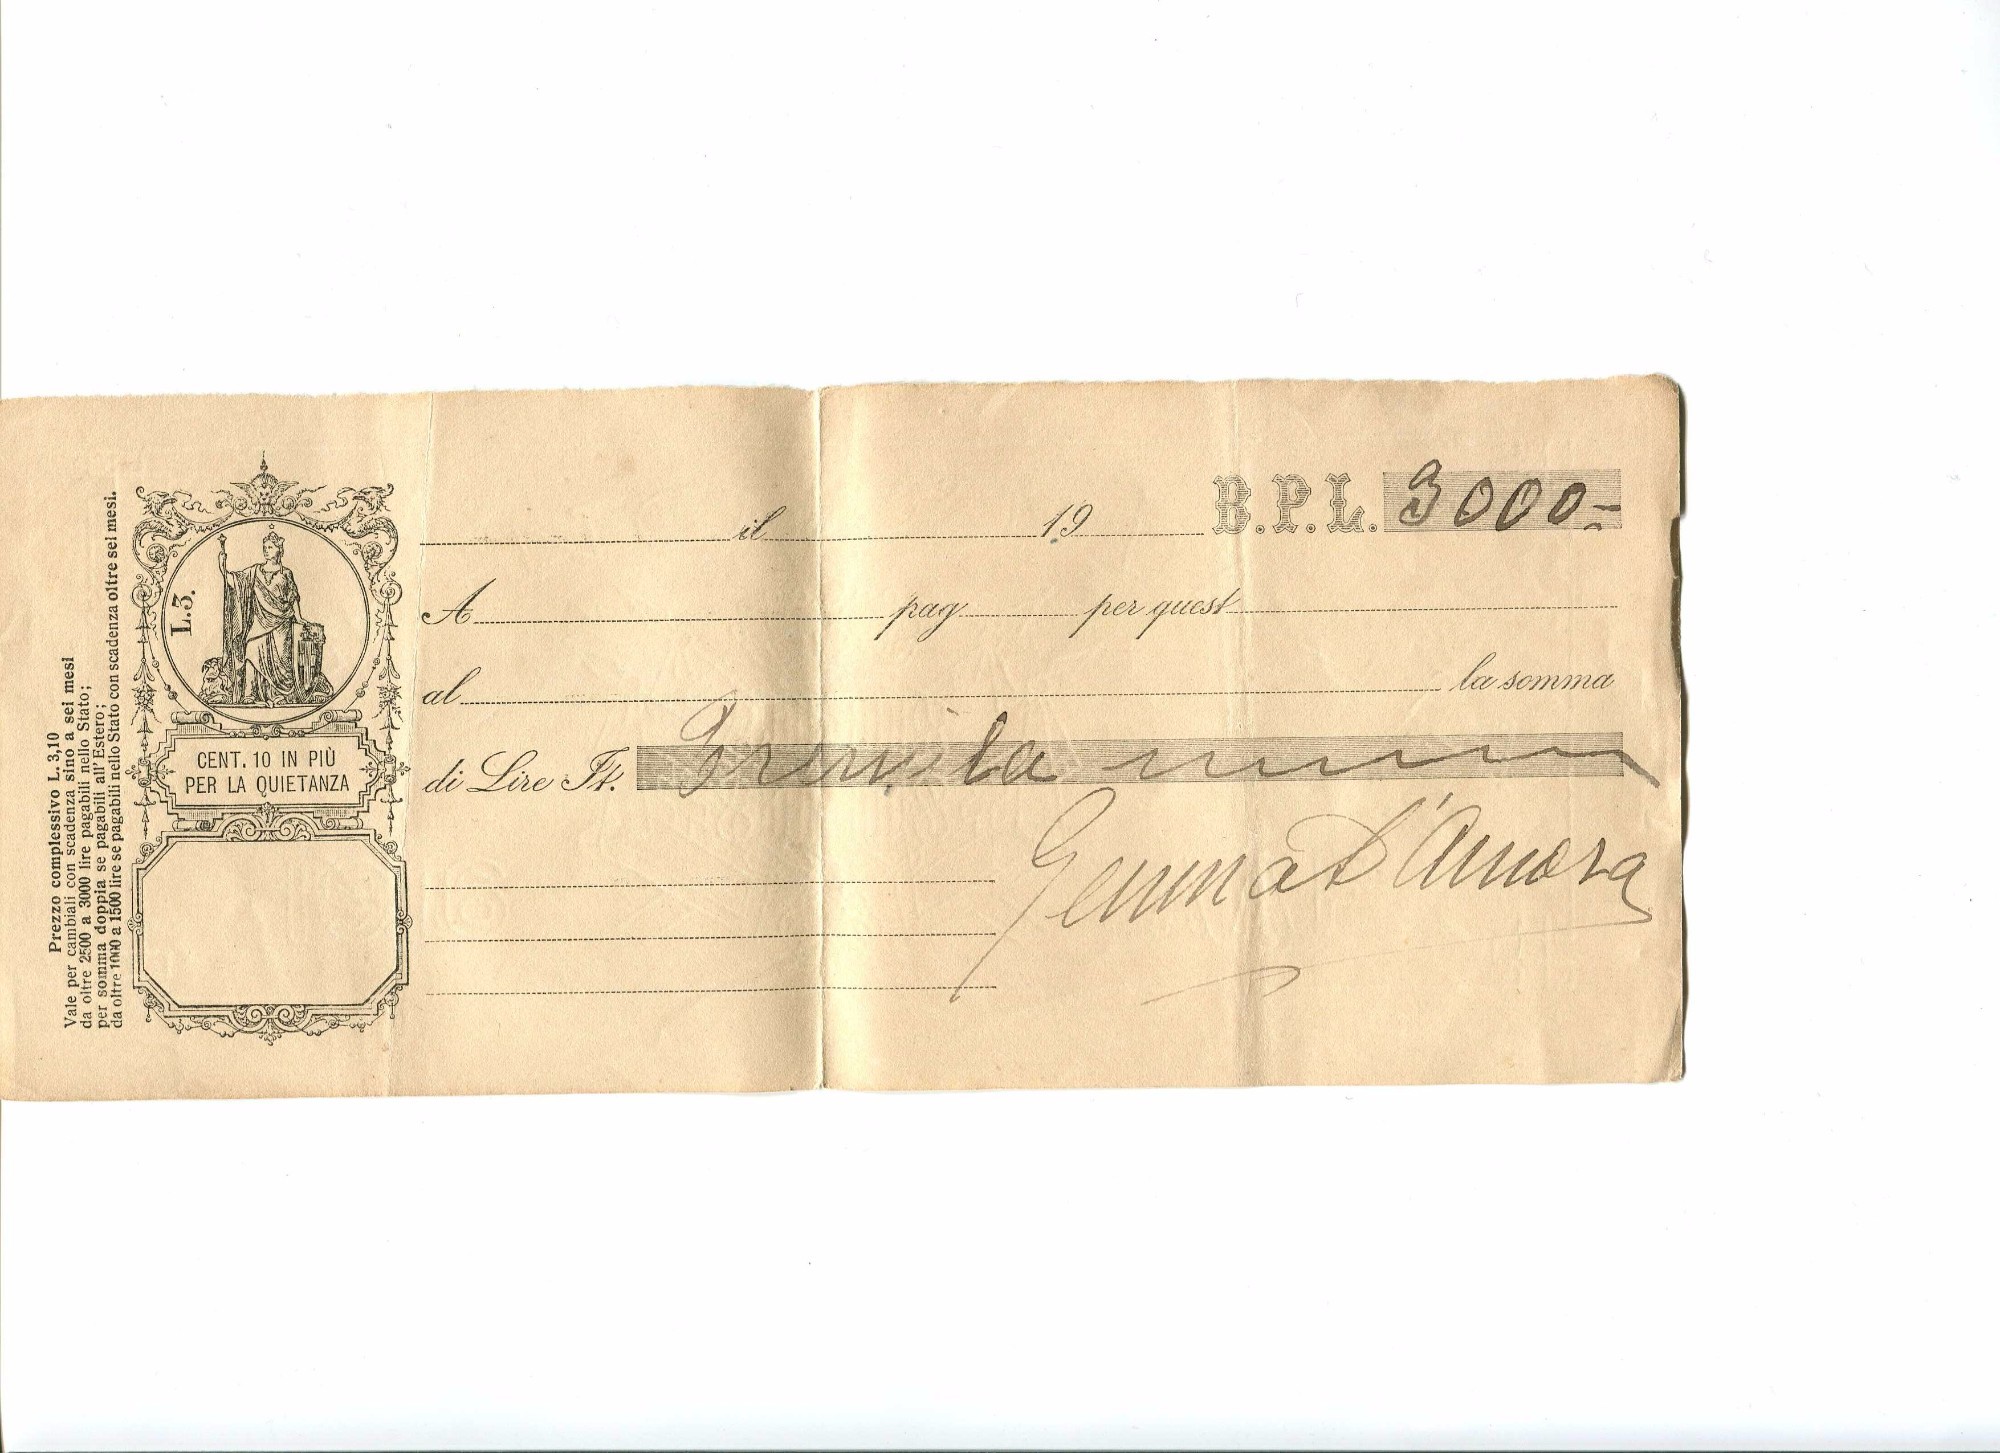 Prezzo complessivo L. 3,10
Vale per cambiali con scadenza sino a sei mesi
da oltre 2500 a 3000 lire pagabili nello Stato;
per somma doppia se pagabili all'Estero;
da oltre 1000 a 1500 lire se pagabili nello Stato con scadenza oltre sei mesi.
L.3.
CENT. 10 IN PIÙ
PER LA QUIETANZA
il 19 B.P.L. 3000-
A pag per quest
al la somma
di Lire It. Tremila
Gemma D'Amora